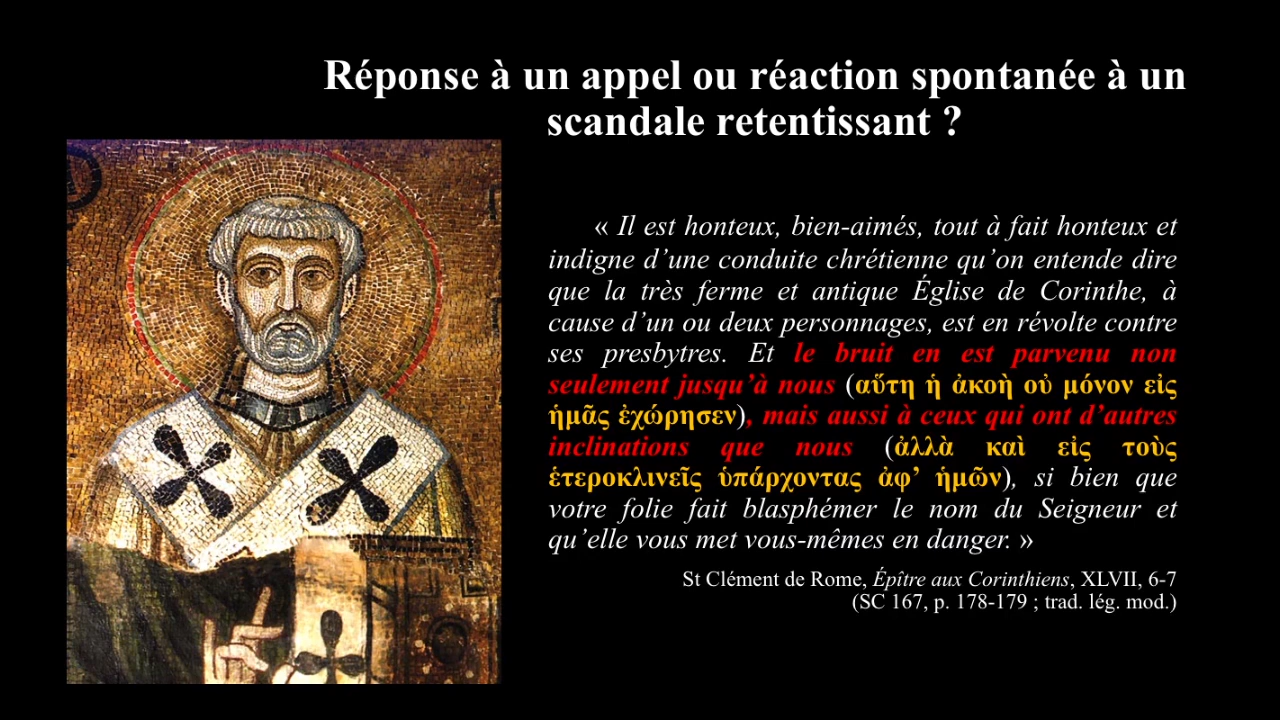 Réponse à un appel ou réaction spontanée à un
scandale retentissant ?
« Il est honteux, bien-aimés, tout à fait honteux et
indigne d’une conduite chrétienne qu’on entende dire
que la très ferme et antique Église de Corinthe, à
cause d’un ou deux personnages, est en révolte contre
ses presbytres. Et le bruit en est parvenu non
seulement jusqu’à nous (αὕτη ἡ ἀκοὴ οὐ μόνον εἰς
ἡμᾶς ἐχώρησεν), mais aussi à ceux qui ont d’autres
inclinations que nous (ἀλλὰ καὶ εἰς τοὺς
ἑτεροκλινεῖς ὑπάρχοντας ἀφ’ ἡμῶν), si bien que
votre folie fait blasphémer le nom du Seigneur et
qu’elle vous met vous-mêmes en danger. »
St Clément de Rome, Épître aux Corinthiens, XLVII, 6-7
(SC 167, p. 178-179 ; trad. lég. mod.)